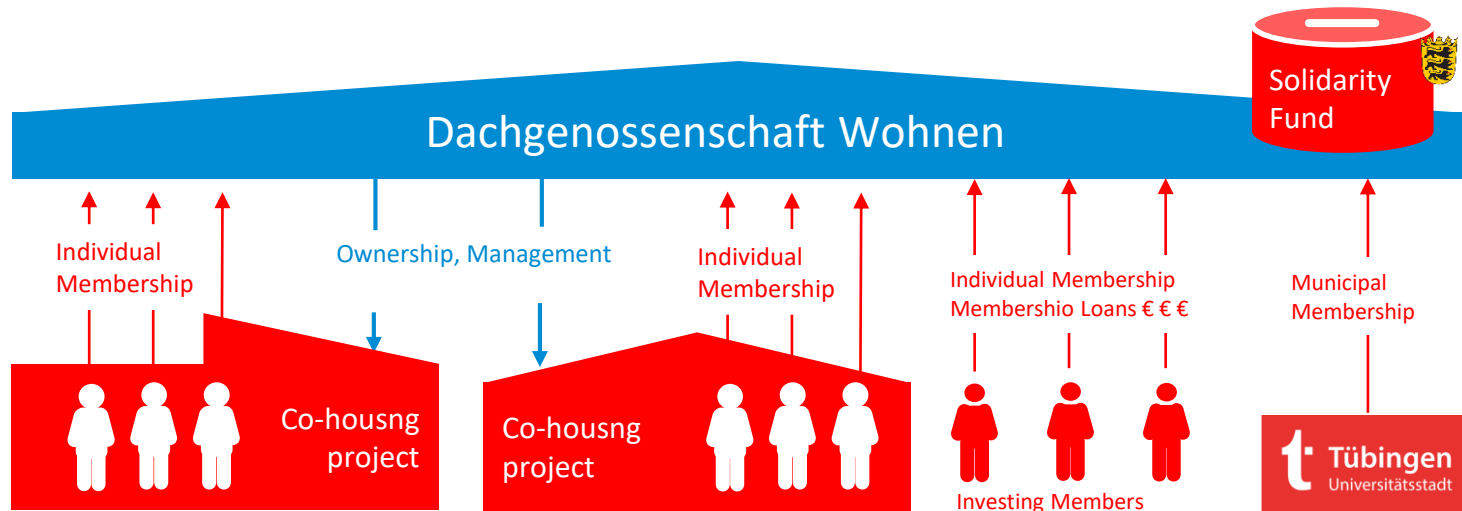 Solidarity
Fund
Dachgenossenschaft Wohnen
Individual
Membership
Ownership, Management
Individual
Membership
Individual Membership
Membershio Loans € € €
Municipal
Membership
Co-housng
project
Co-housng
project
Investing Members
t
Tübingen
Universitätsstadt